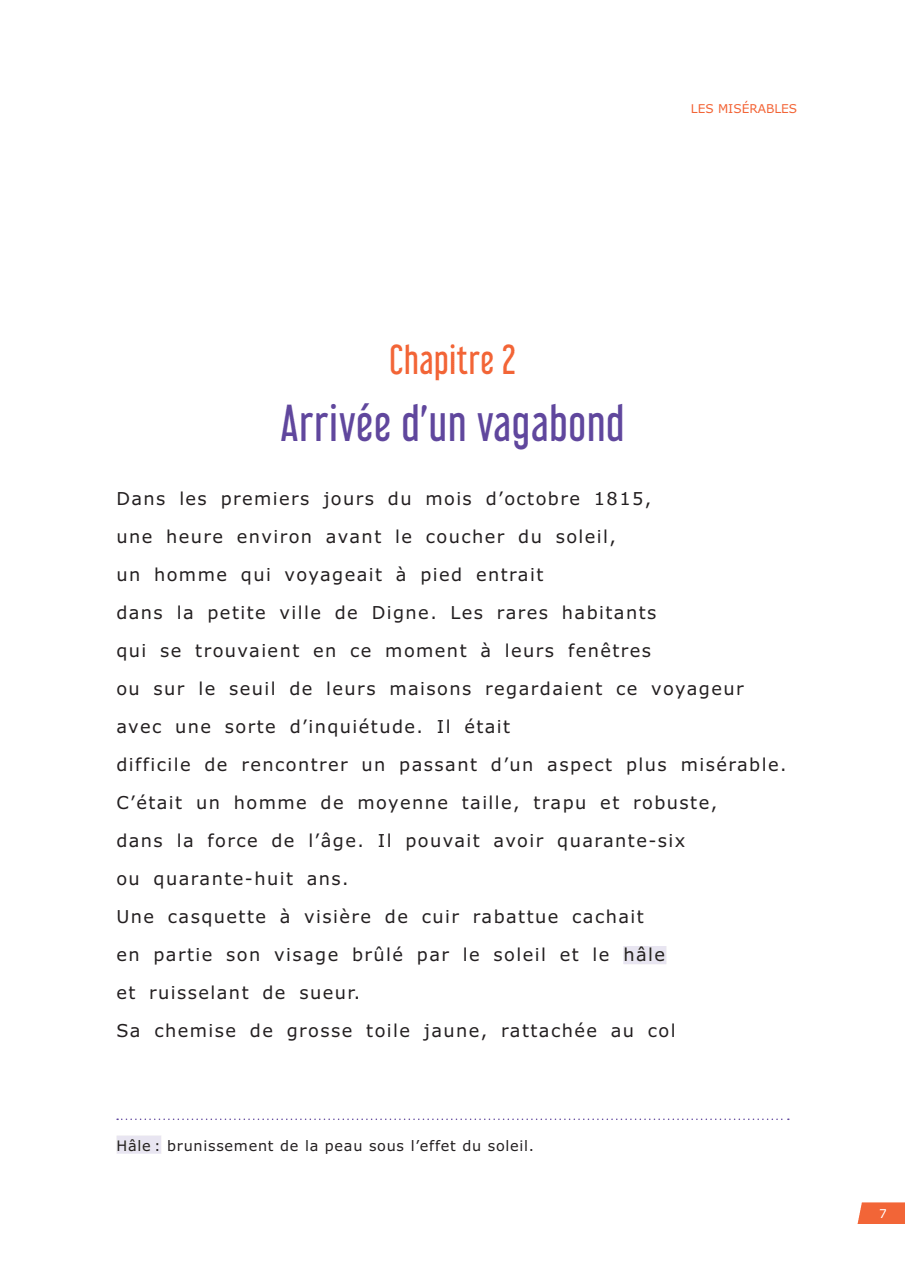 LES MISÉRABLES
Chapitre 2
Arrivée d’un vagabond
Dans les premiers jours du mois d’octobre 1815,
une heure environ avant le coucher du soleil,
un homme qui voyageait à pied entrait
dans la petite ville de Digne. Les rares habitants
qui se trouvaient en ce moment à leurs fenêtres
ou sur le seuil de leurs maisons regardaient ce voyageur
avec une sorte d’inquiétude. Il était
difficile de rencontrer un passant d’un aspect plus misérable.
C’était un homme de moyenne taille, trapu et robuste,
dans la force de l’âge. Il pouvait avoir quarante-six
ou quarante-huit ans.
Une casquette à visière de cuir rabattue cachait
en partie son visage brûlé par le soleil et le hâle
et ruisselant de sueur.
Sa chemise de grosse toile jaune, rattachée au col
Hâle : brunissement de la peau sous l’effet du soleil.
7